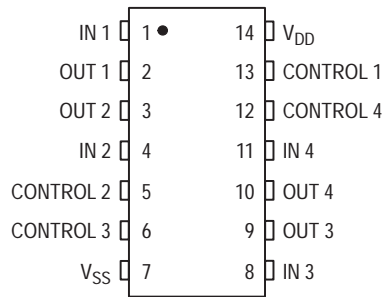 IN 1 1 14 V_DD
OUT 1 2 13 CONTROL 1
OUT 2 3 12 CONTROL 4
IN 2 4 11 IN 4
CONTROL 2 5 10 OUT 4
CONTROL 3 6 9 OUT 3
V_SS 7 8 IN 3